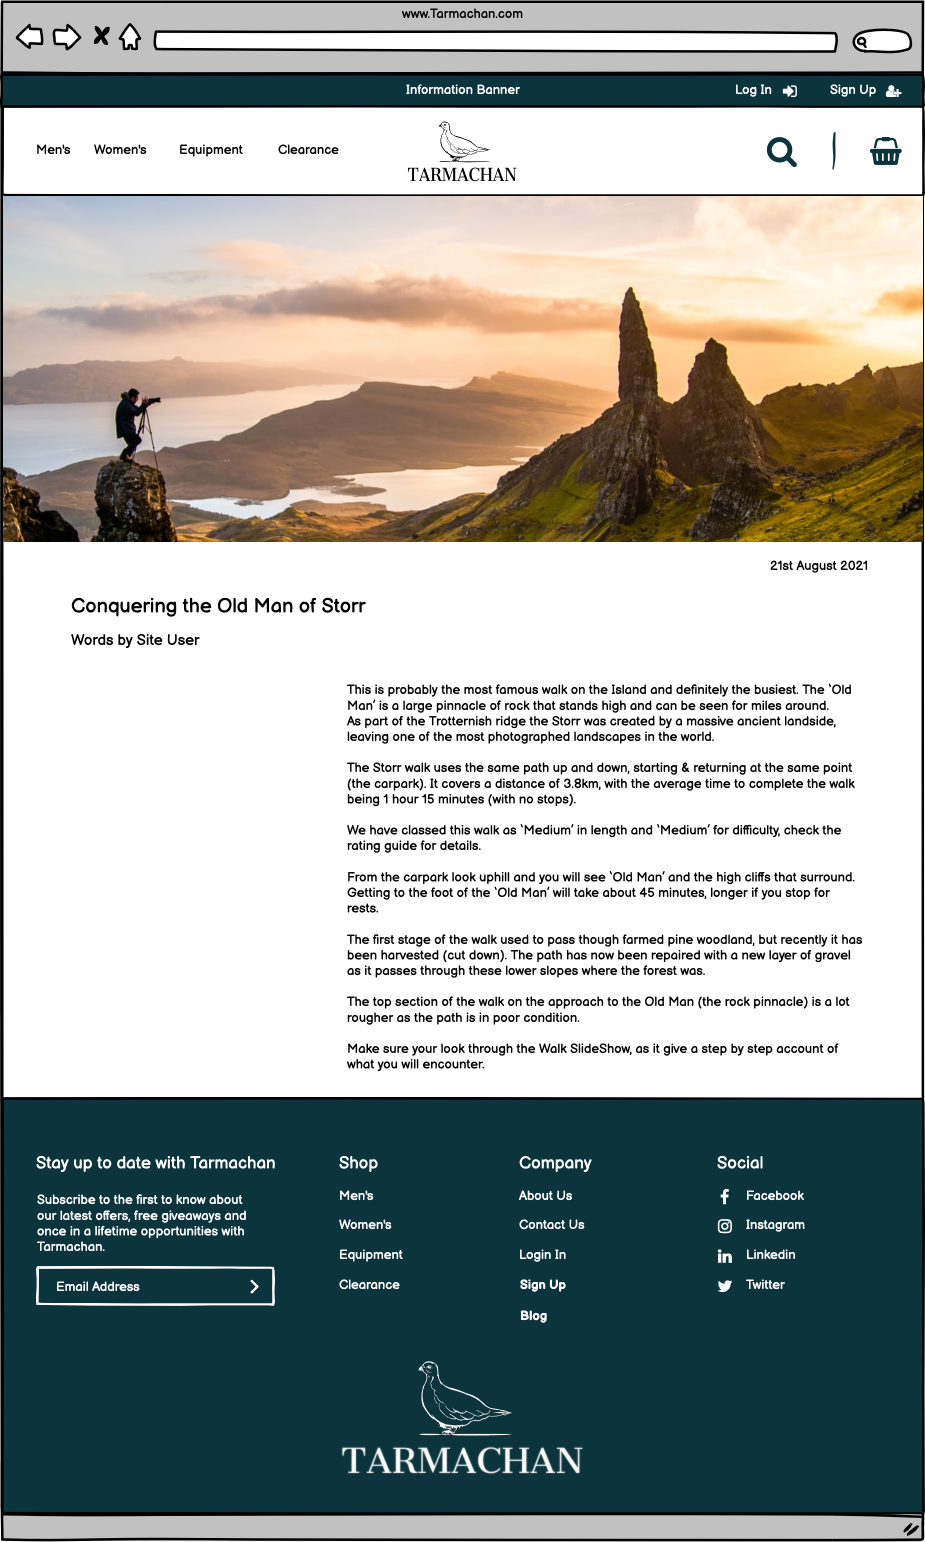 www.Tarmachan.com
Information Banner
Log In
Sign Up
Men's
Women's
Equipment
Clearance
TARMACHAN
21st August 2021
Conquering the Old Man of Storr
Words by Site User
This is probably the most famous walk on the Island and definitely the busiest. The ‘Old
Man’ is a large pinnacle of rock that stands high and can be seen for miles around.
As part of the Trotternish ridge the Storr was created by a massive ancient landside,
leaving one of the most photographed landscapes in the world.
The Storr walk uses the same path up and down, starting & returning at the same point
(the carpark). It covers a distance of 3.8km, with the average time to complete the walk
being 1 hour 15 minutes (with no stops).
We have classed this walk as ‘Medium’ in length and ‘Medium’ for difficulty, check the
rating guide for details.
From the carpark look uphill and you will see ‘Old Man’ and the high cliffs that surround.
Getting to the foot of the ‘Old Man’ will take about 45 minutes, longer if you stop for
rests.
The first stage of the walk used to pass though farmed pine woodland, but recently it has
been harvested (cut down). The path has now been repaired with a new layer of gravel
as it passes through these lower slopes where the forest was.
The top section of the walk on the approach to the Old Man (the rock pinnacle) is a lot
rougher as the path is in poor condition.
Make sure your look through the Walk SlideShow, as it give a step by step account of
what you will encounter.
Stay up to date with Tarmachan
Subscribe to the first to know about
our latest offers, free giveaways and
once in a lifetime opportunities with
Tarmachan.
Email Address
Shop
Men's
Women's
Equipment
Clearance
Company
About Us
Contact Us
Login In
Sign Up
Blog
Social
Facebook
Instagram
Linkedin
Twitter
TARMACHAN